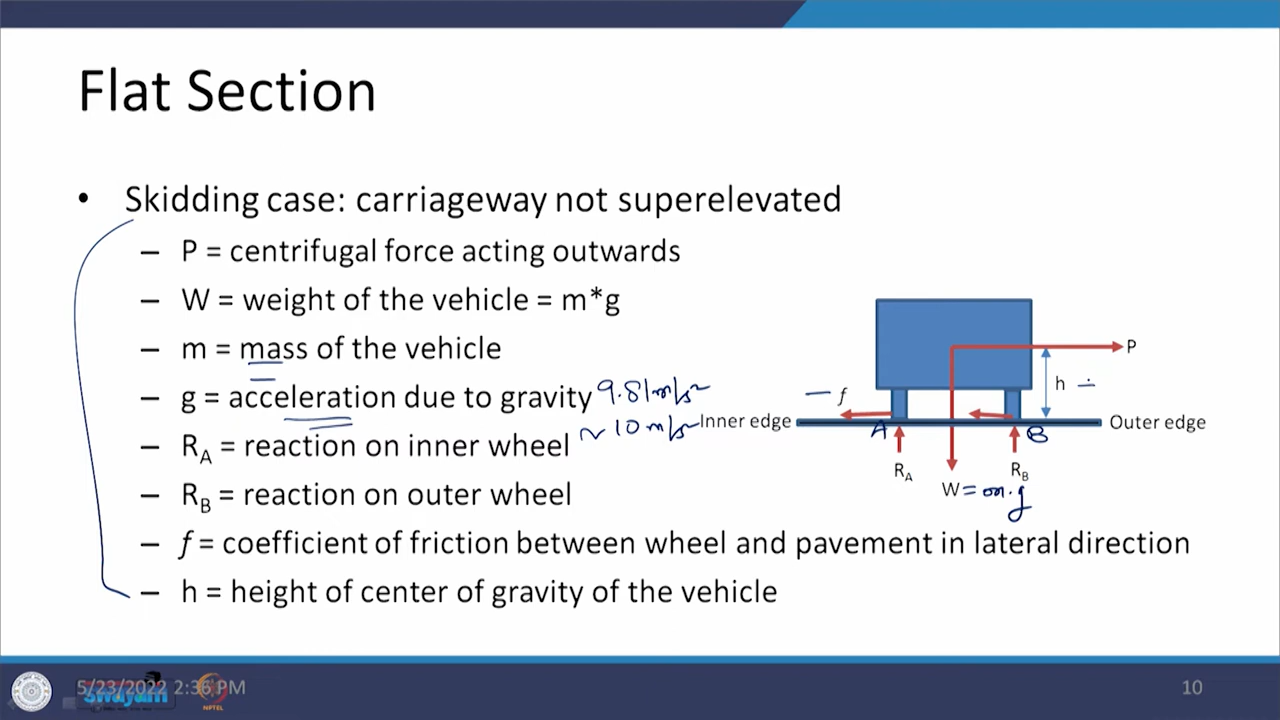 Flat Section
• Skidding case: carriageway not superelevated
– P = centrifugal force acting outwards
– W = weight of the vehicle = m*g
– m = mass of the vehicle
– g = acceleration due to gravity 9.81 m/s²
~ 10 m/s
– R_A = reaction on inner wheel
– R_B = reaction on outer wheel
– f = coefficient of friction between wheel and pavement in lateral direction
– h = height of center of gravity of the vehicle
P
h
f
Inner edge
A
B
Outer edge
R_A
R_B
W = m.g
5/23/2022 2:36 PM
swayam
NPTEL
10